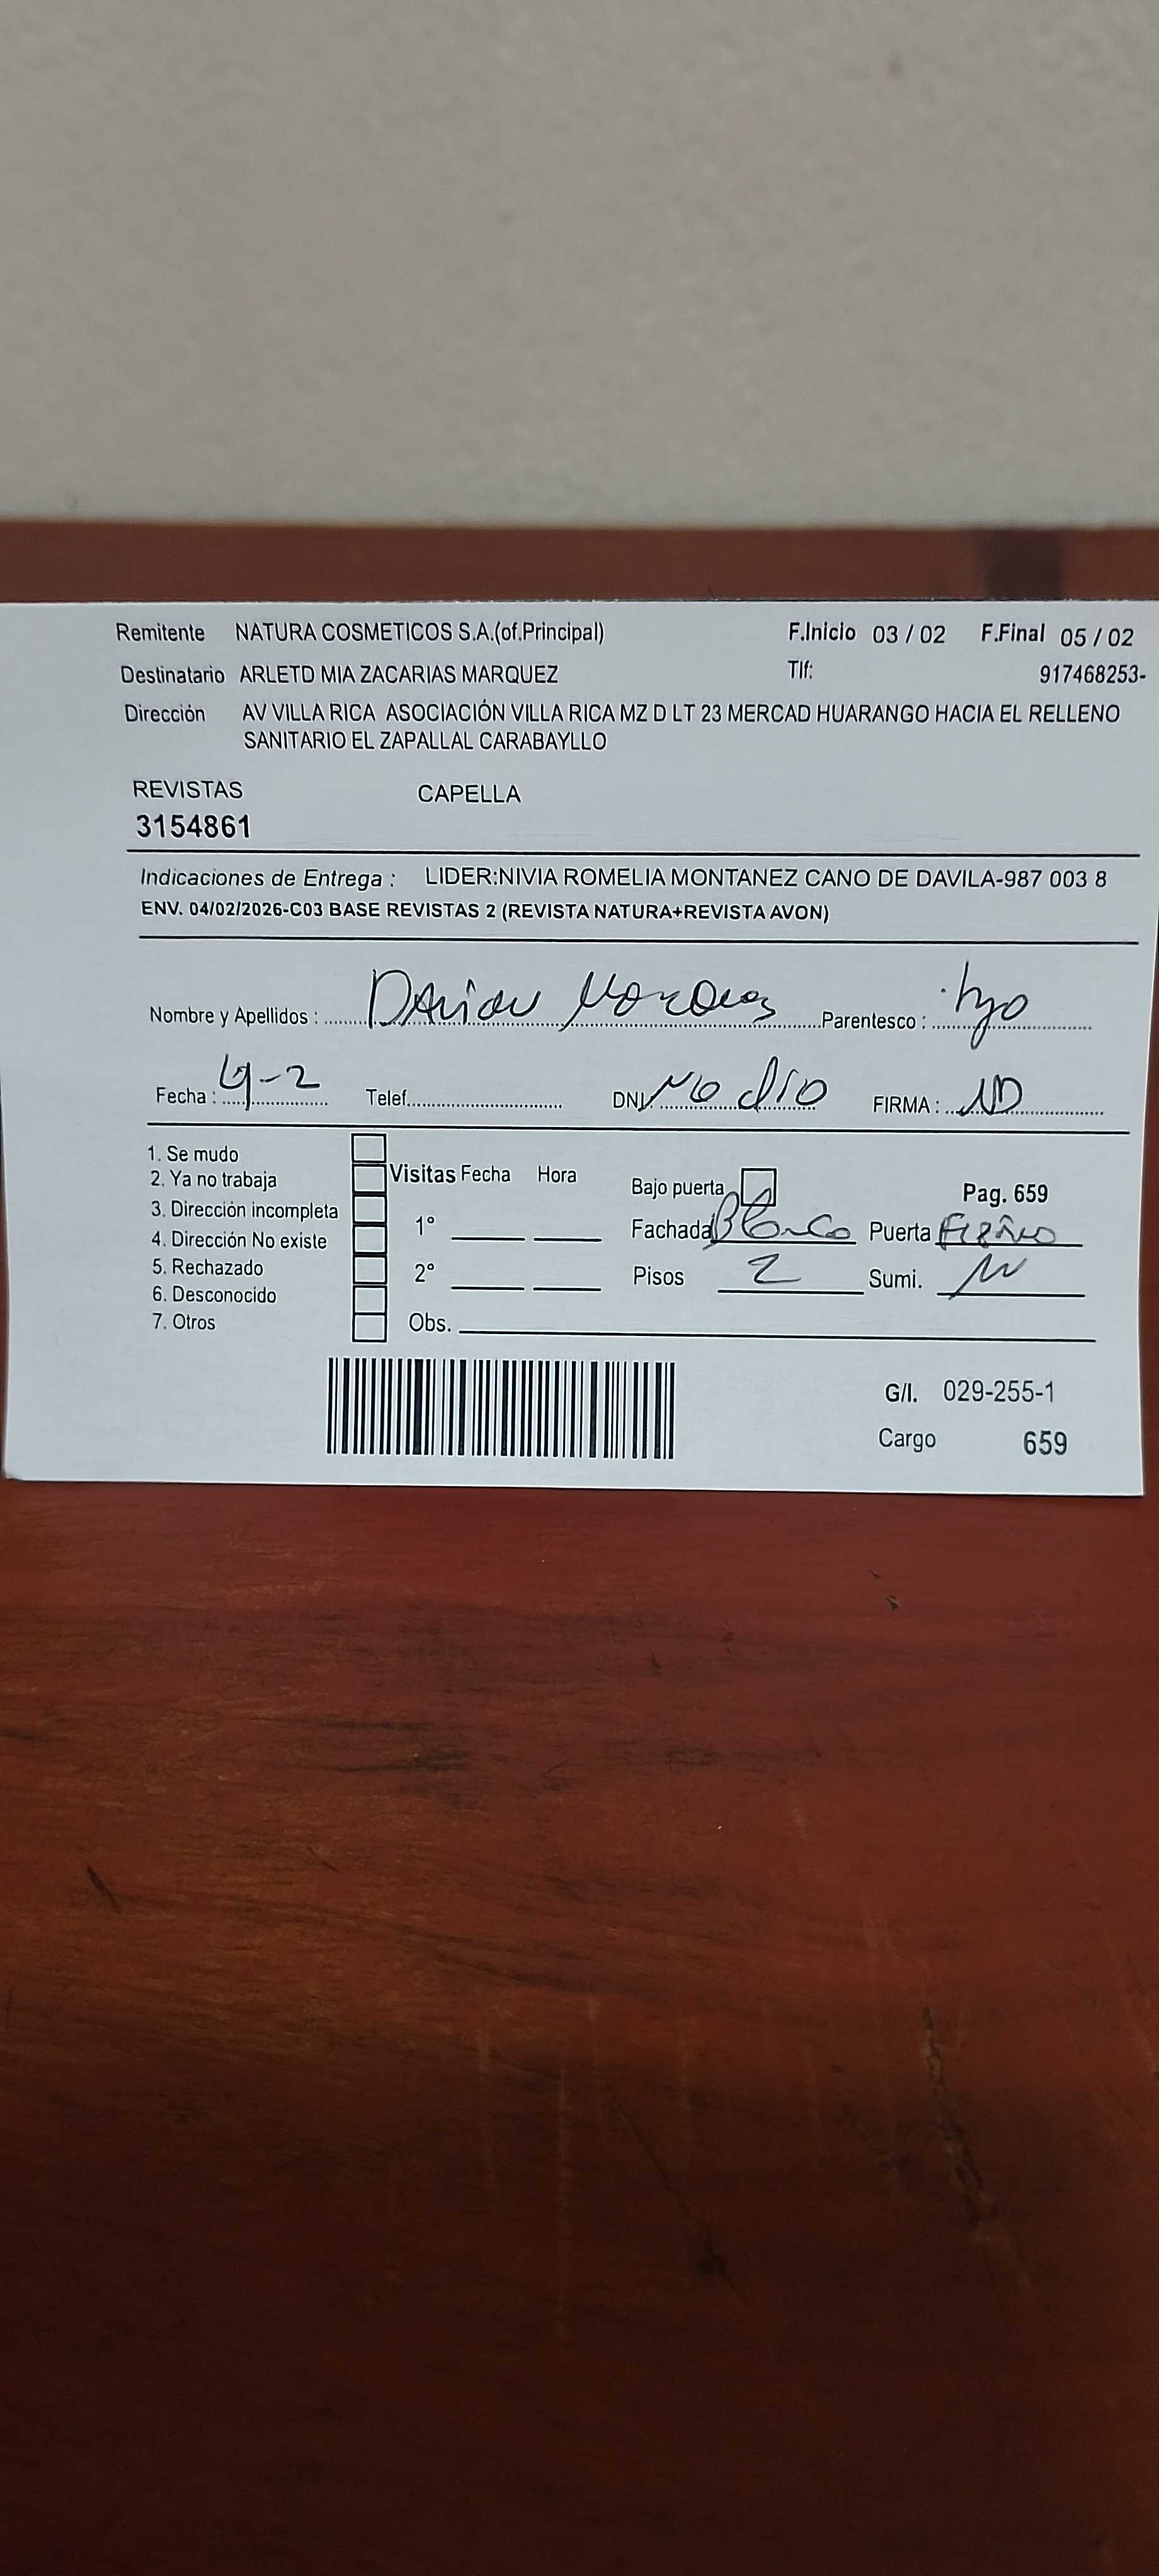 Remitente NATURA COSMETICOS S.A.(of.Principal) F.Inicio 03 / 02 F.Final 05 / 02
Destinatario ARLETD MIA ZACARIAS MARQUEZ Tlf: 917468253-
Dirección AV VILLA RICA ASOCIACIÓN VILLA RICA MZ D LT 23 MERCAD HUARANGO HACIA EL RELLENO
SANITARIO EL ZAPALLAL CARABAYLLO
REVISTAS CAPELLA
3154861
Indicaciones de Entrega : LIDER:NIVIA ROMELIA MONTANEZ CANO DE DAVILA-987 003 8
ENV. 04/02/2026-C03 BASE REVISTAS 2 (REVISTA NATURA+REVISTA AVON)
Nombre y Apellidos : Parentesco : hijo
Fecha : 4-2 Telef. DNI. No dio FIRMA : ND
1. Se mudo
2. Ya no trabaja Visitas Fecha Hora Bajo puerta Pag. 659
3. Dirección incompleta
4. Dirección No existe 1° Fachada Blanco Puerta Fierro
5. Rechazado 2° Pisos 2 Sumi.
6. Desconocido
7. Otros Obs.
G/I. 029-255-1
Cargo 659